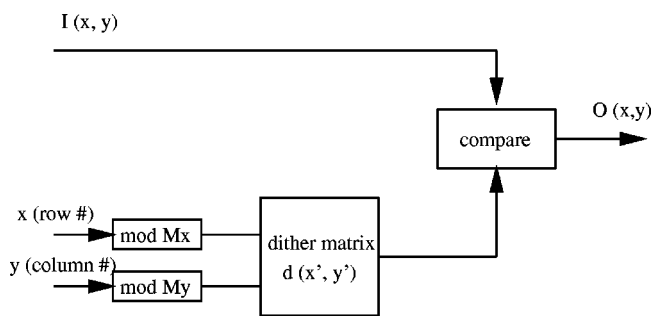 I (x, y)
O (x,y)
compare
x (row #)
mod Mx
dither matrix
d (x’, y’)
y (column #)
mod My